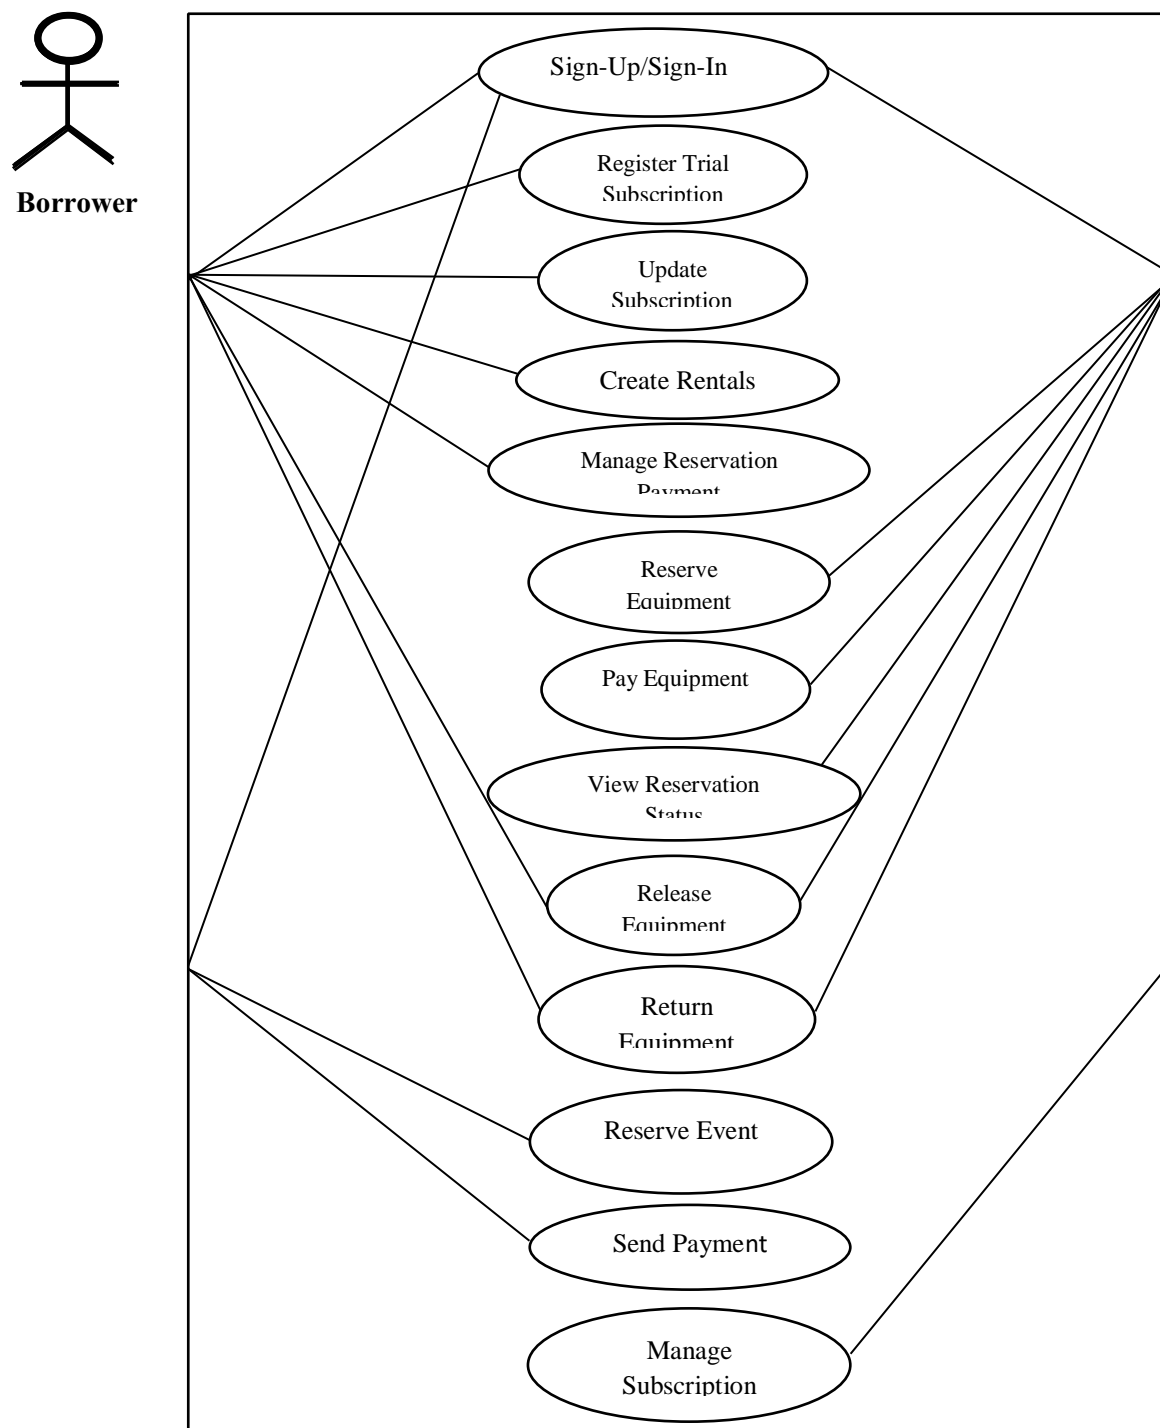 Sign-Up/Sign-In
Register Trial
Subscription
Borrower
Update
Subscription
Create Rentals
Manage Reservation
Payment
Reserve
Equipment
Pay Equipment
View Reservation
Status
Release
Equipment
Return
Equipment
Reserve Event
Send Payment
Manage
Subscription